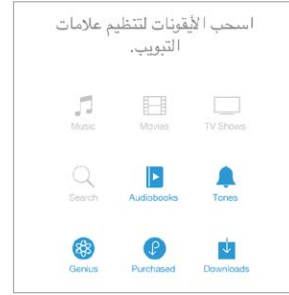 اسحب الأيقونات لتنظيم علامات
التبويب.
Music
Movies
TV Shows
Search
Audiobooks
Tones
Genius
Purchased
Downloads